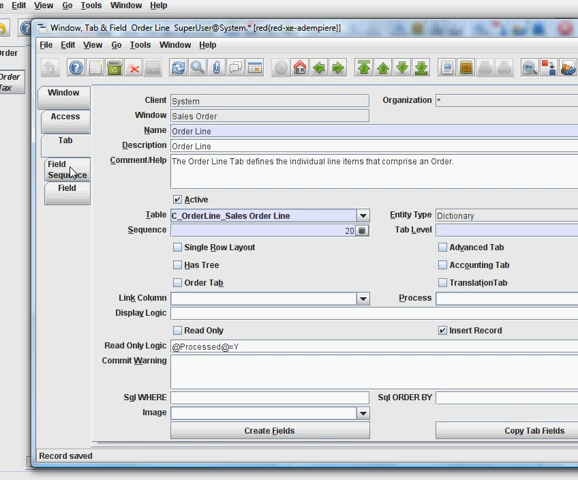 Edit View Go Tools Window Help
Window, Tab & Field Order Line SuperUser@System.* [red{red-xe-adempiere}]
File Edit View Go Tools Window Help
Order
Order
Tax
Window
Access
Tab
Field
Sequence
Field
Client System Organization *
Window Sales Order
Name Order Line
Description Order Line
Comment/Help The Order Line Tab defines the individual line items that comprise an Order.
Active
Table C_OrderLine_Sales Order Line Entity Type Dictionary
Sequence 20 Tab Level
Single Row Layout Advanced Tab
Has Tree Accounting Tab
Order Tab TranslationTab
Link Column Process
Display Logic
Read Only Insert Record
Read Only Logic @Processed@=Y
Commit Warning
Sql WHERE Sql ORDER BY
Image
Create Fields Copy Tab Fields
Record saved